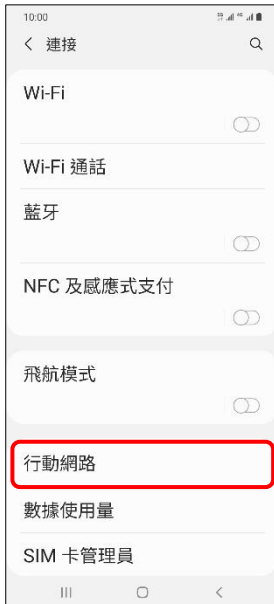 10:00
連接
Wi-Fi
Wi-Fi 通話
藍牙
NFC 及感應式支付
飛航模式
行動網路
數據使用量
SIM 卡管理員